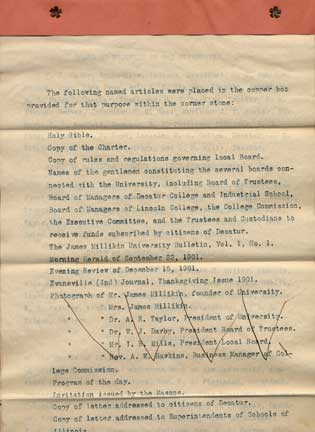 The following named articles were placed in the copper box
provided for that purpose within the corner stone:
Holy Bible.
Copy of the Charter.
Copy of rules and regulations governing local Board.
Names of the gentlemen constituting the several boards con-
nected with the University, including Board of Trustees,
Board of Managers of Decatur College and Industrial School,
Board of Managers of Lincoln College, the College Commission,
the Executive Committee, and the Trustees and Custodians to
receive funds subscribed by citizens of Decatur.
The James Millikin University Bulletin, Vol. 1, No. 1.
Morning Herald of September 22, 1901.
Evening Review of December 15, 1901.
Evansville (Ind) Journal, Thanksgiving Issue 1901.
Photograph of Mr. James Millikin, founder of University.
" " Mrs. James Millikin.
" " Dr. A. R. Taylor, President of University.
" " Dr. W. J. Darby, President Board of Trustees.
" " Mr. I. R. Mills, President Local Board.
" " Rev. A. W. Hawkins, Business Manager of Col-
lege Commission.
Program of the day.
Invitation issued by the Masons.
Copy of letter addressed to citizens of Decatur.
Copy of letter addressed to Superintendents of Schools of
Illinois.